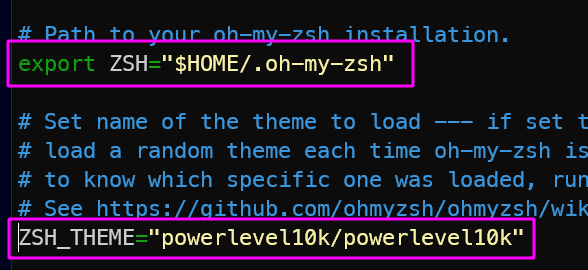 # Path to your oh-my-zsh installation.
export ZSH="$HOME/.oh-my-zsh"
# Set name of the theme to load --- if set t
# load a random theme each time oh-my-zsh is
# to know which specific one was loaded, run
# See https://github.com/ohmyzsh/ohmyzsh/wik
ZSH_THEME="powerlevel10k/powerlevel10k"